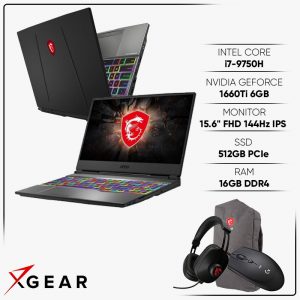 INTEL CORE
i7-9750H
NVIDIA GEFORCE
1660Ti 6GB
MONITOR
15.6" FHD 144Hz IPS
SSD
512GB PCIe
RAM
16GB DDR4
XGEAR